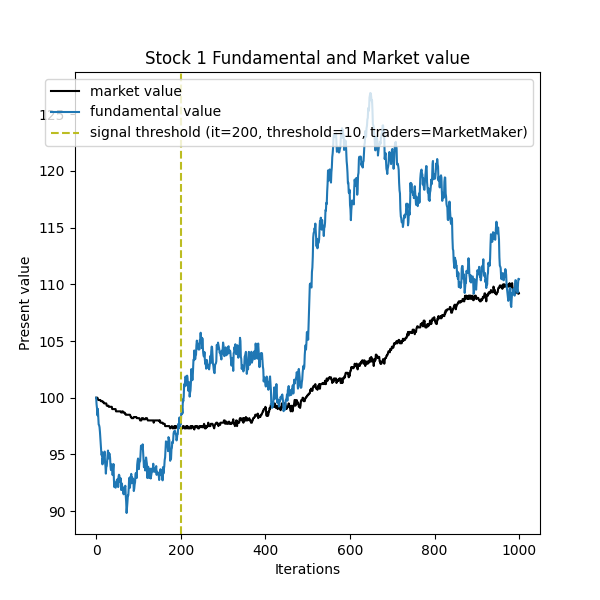 Stock 1 Fundamental and Market value
market value
fundamental value
signal threshold (it=200, threshold=10, traders=MarketMaker)
125
120
115
110
105
100
95
90
Present value
0 200 400 600 800 1000
Iterations